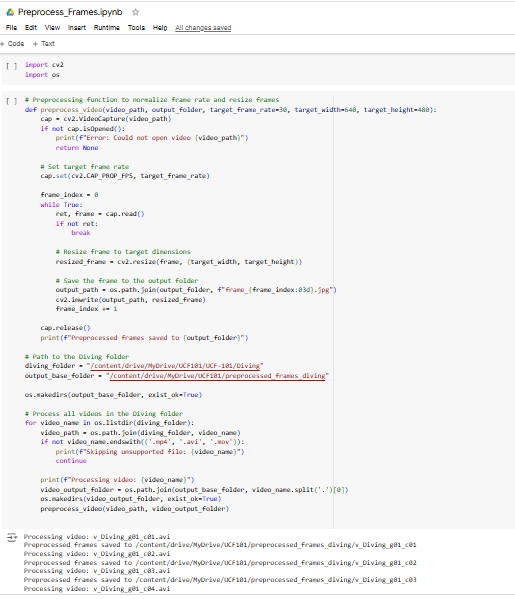 Preprocess_Frames.ipynb
File Edit View Insert Runtime Tools Help All changes saved
+ Code + Text
[ ] import cv2
import os
[ ] # Preprocessing function to normalize frame rate and resize frames
def preprocess_video(video_path, output_folder, target_frame_rate=30, target_width=640, target_height=480):
cap = cv2.VideoCapture(video_path)
if not cap.isOpened():
print(f"Error: Could not open video {video_path}")
return None
# Set target frame rate
cap.set(cv2.CAP_PROP_FPS, target_frame_rate)
frame_index = 0
while True:
ret, frame = cap.read()
if not ret:
break
# Resize frame to target dimensions
resized_frame = cv2.resize(frame, (target_width, target_height))
# Save the frame to the output folder
output_path = os.path.join(output_folder, f"frame_{frame_index:03d}.jpg")
cv2.imwrite(output_path, resized_frame)
frame_index += 1
cap.release()
print(f"Preprocessed frames saved to {output_folder}")
# Path to the Diving folder
diving_folder = "/content/drive/MyDrive/UCF101/UCF-101/Diving"
output_base_folder = "/content/drive/MyDrive/UCF101/preprocessed_frames_diving"
os.makedirs(output_base_folder, exist_ok=True)
# Process all videos in the Diving folder
for video_name in os.listdir(diving_folder):
video_path = os.path.join(diving_folder, video_name)
if not video_name.endswith(('.mp4', '.avi', '.mov')):
print(f"Skipping unsupported file: {video_name}")
continue
print(f"Processing video: {video_name}")
video_output_folder = os.path.join(output_base_folder, video_name.split('.')[0])
os.makedirs(video_output_folder, exist_ok=True)
preprocess_video(video_path, video_output_folder)
Processing video: v_Diving_g01_c01.avi
Preprocessed frames saved to /content/drive/MyDrive/UCF101/preprocessed_frames_diving/v_Diving_g01_c01
Processing video: v_Diving_g01_c02.avi
Preprocessed frames saved to /content/drive/MyDrive/UCF101/preprocessed_frames_diving/v_Diving_g01_c02
Processing video: v_Diving_g01_c03.avi
Preprocessed frames saved to /content/drive/MyDrive/UCF101/preprocessed_frames_diving/v_Diving_g01_c03
Processing video: v_Diving_g01_c04.avi